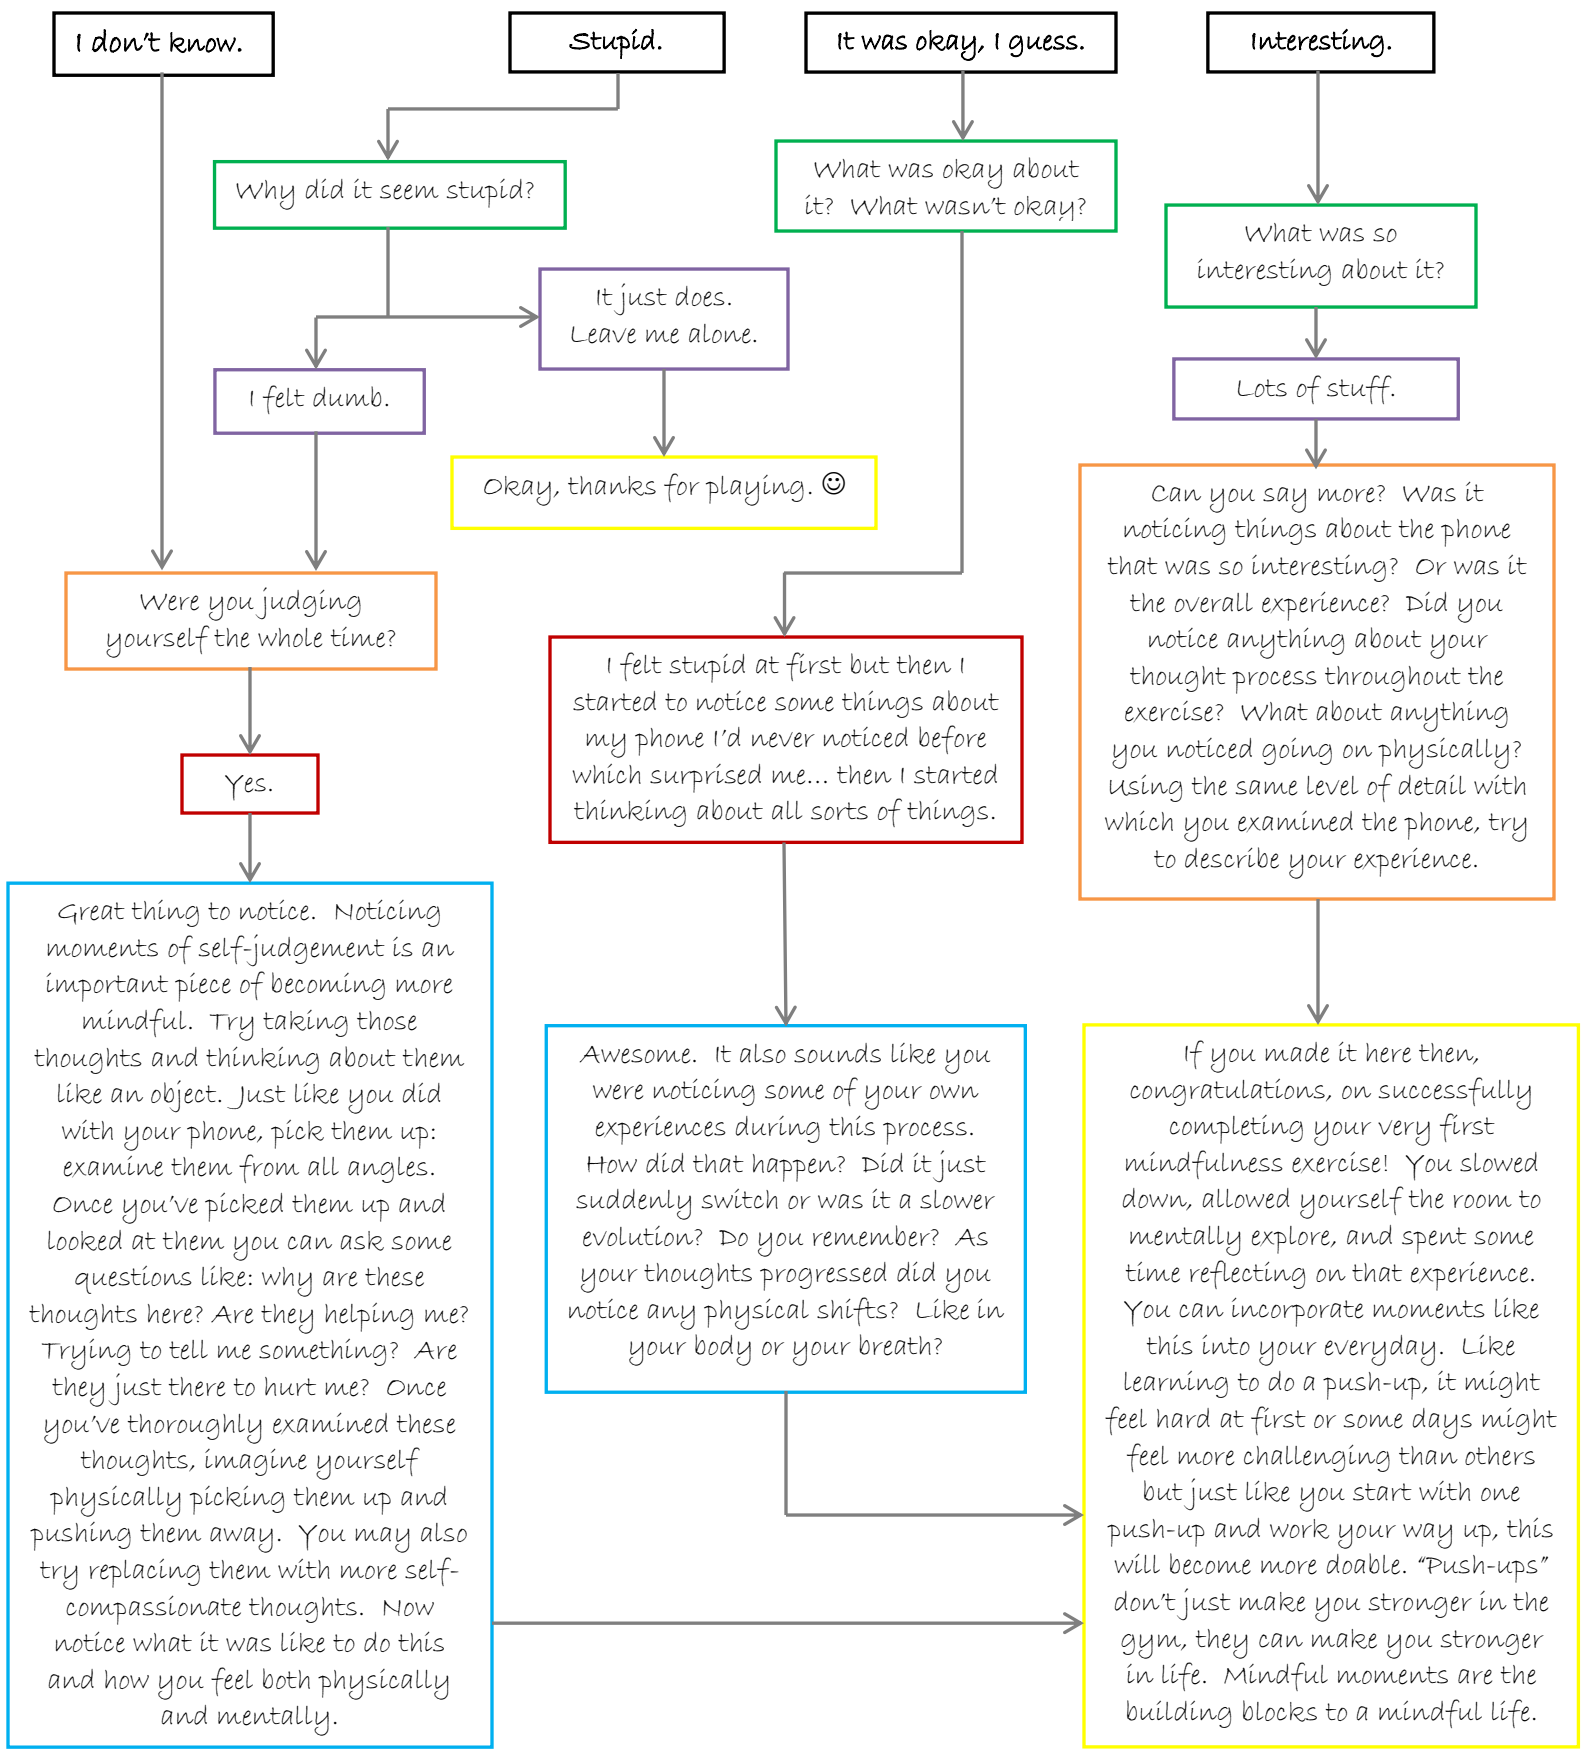 I don't know.
Stupid.
It was okay, I guess.
Interesting.
Why did it seem stupid?
What was okay about
it? What wasn't okay?
What was so
interesting about it?
It just does.
Leave me alone.
I felt dumb.
Lots of stuff.
Okay, thanks for playing. ☺
Can you say more? Was it
noticing things about the phone
that was so interesting? Or was it
the overall experience? Did you
notice anything about your
thought process throughout the
exercise? What about anything
you noticed going on physically?
Using the same level of detail with
which you examined the phone, try
to describe your experience.
Were you judging
yourself the whole time?
I felt stupid at first but then I
started to notice some things about
my phone I'd never noticed before
which surprised me... then I started
thinking about all sorts of things.
Yes.
Great thing to notice. Noticing
moments of self-judgement is an
important piece of becoming more
mindful. Try taking those
thoughts and thinking about them
like an object. Just like you did
with your phone, pick them up:
examine them from all angles.
Once you've picked them up and
looked at them you can ask some
questions like: why are these
thoughts here? Are they helping me?
Trying to tell me something? Are
they just there to hurt me? Once
you've thoroughly examined these
thoughts, imagine yourself
physically picking them up and
pushing them away. You may also
try replacing them with more self-
compassionate thoughts. Now
notice what it was like to do this
and how you feel both physically
and mentally.
Awesome. It also sounds like you
were noticing some of your own
experiences during this process.
How did that happen? Did it just
suddenly switch or was it a slower
evolution? Do you remember? As
your thoughts progressed did you
notice any physical shifts? Like in
your body or your breath?
If you made it here then,
congratulations, on successfully
completing your very first
mindfulness exercise! You slowed
down, allowed yourself the room to
mentally explore, and spent some
time reflecting on that experience.
You can incorporate moments like
this into your everyday. Like
learning to do a push-up, it might
feel hard at first or some days might
feel more challenging than others
but just like you start with one
push-up and work your way up, this
will become more doable. "Push-ups"
don't just make you stronger in the
gym, they can make you stronger
in life. Mindful moments are the
building blocks to a mindful life.